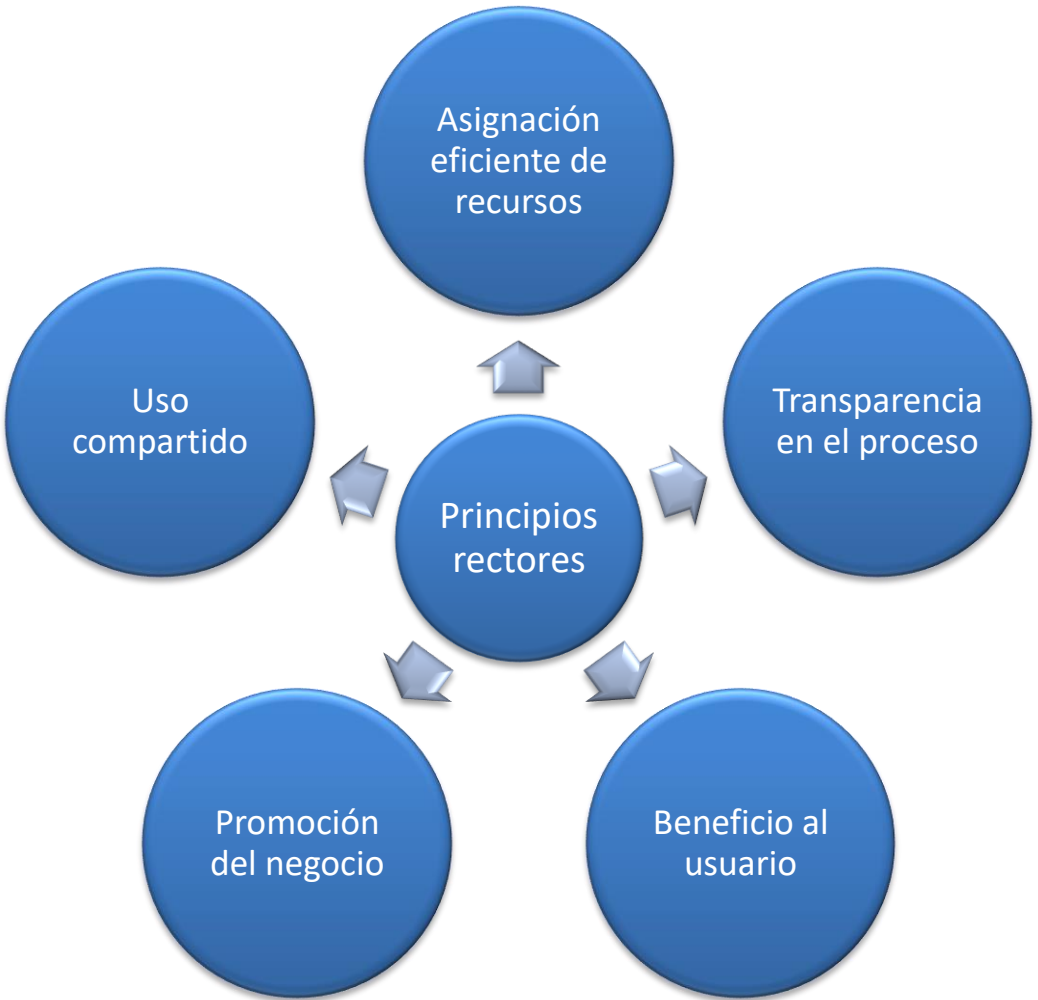 Asignación
eficiente de
recursos
Uso
compartido
Transparencia
en el proceso
Principios
rectores
Promoción
del negocio
Beneficio al
usuario